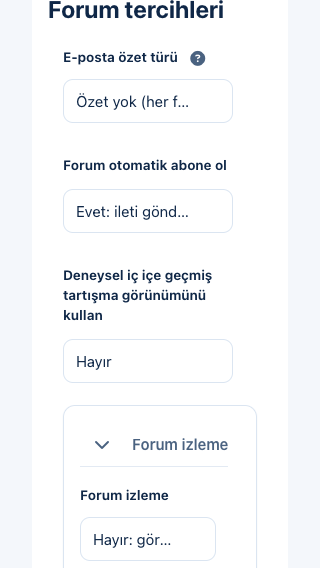 Forum tercihleri
E-posta özet türü ?
Özet yok (her f...
Forum otomatik abone ol
Evet: ileti gönd...
Deneysel iç içe geçmiş
tartışma görünümünü
kullan
Hayır
Forum izleme
Forum izleme
Hayır: gör...